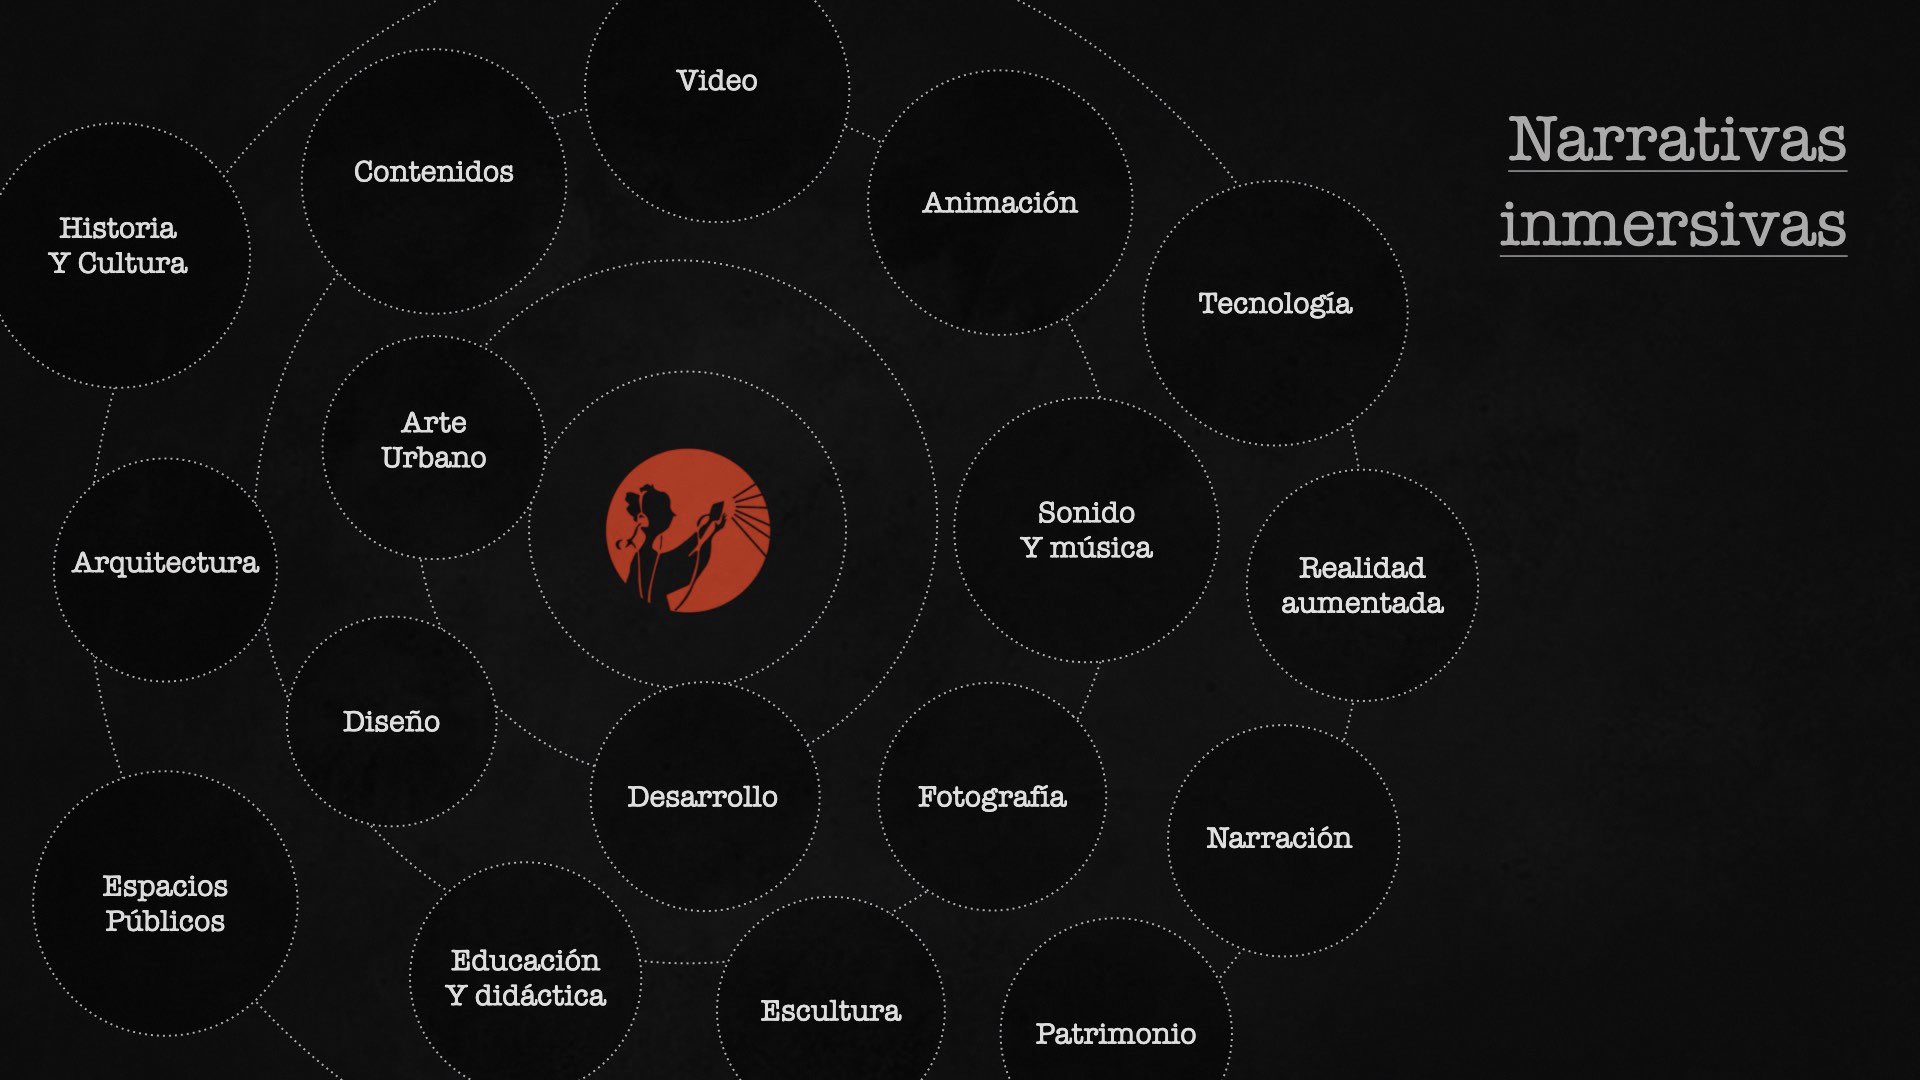 Narrativas
inmersivas
Video
Contenidos
Animación
Historia
Y Cultura
Tecnología
Arte
Urbano
Sonido
Y música
Arquitectura
Realidad
aumentada
Diseño
Desarrollo
Fotografía
Narración
Espacios
Públicos
Educación
Y didáctica
Escultura
Patrimonio